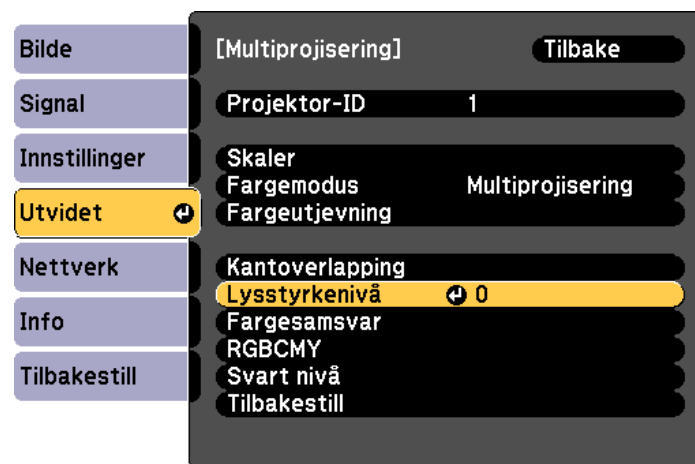 Bilde
Signal
Innstillinger
Utvidet
Nettverk
Info
Tilbakestill
[Multiprojisering] Tilbake
Projektor-ID 1
Skaler
Fargemodus Multiprojisering
Fargeutjevning
Kantoverlapping
Lysstyrkenivå 0
Fargesamsvar
RGBCMY
Svart nivå
Tilbakestill